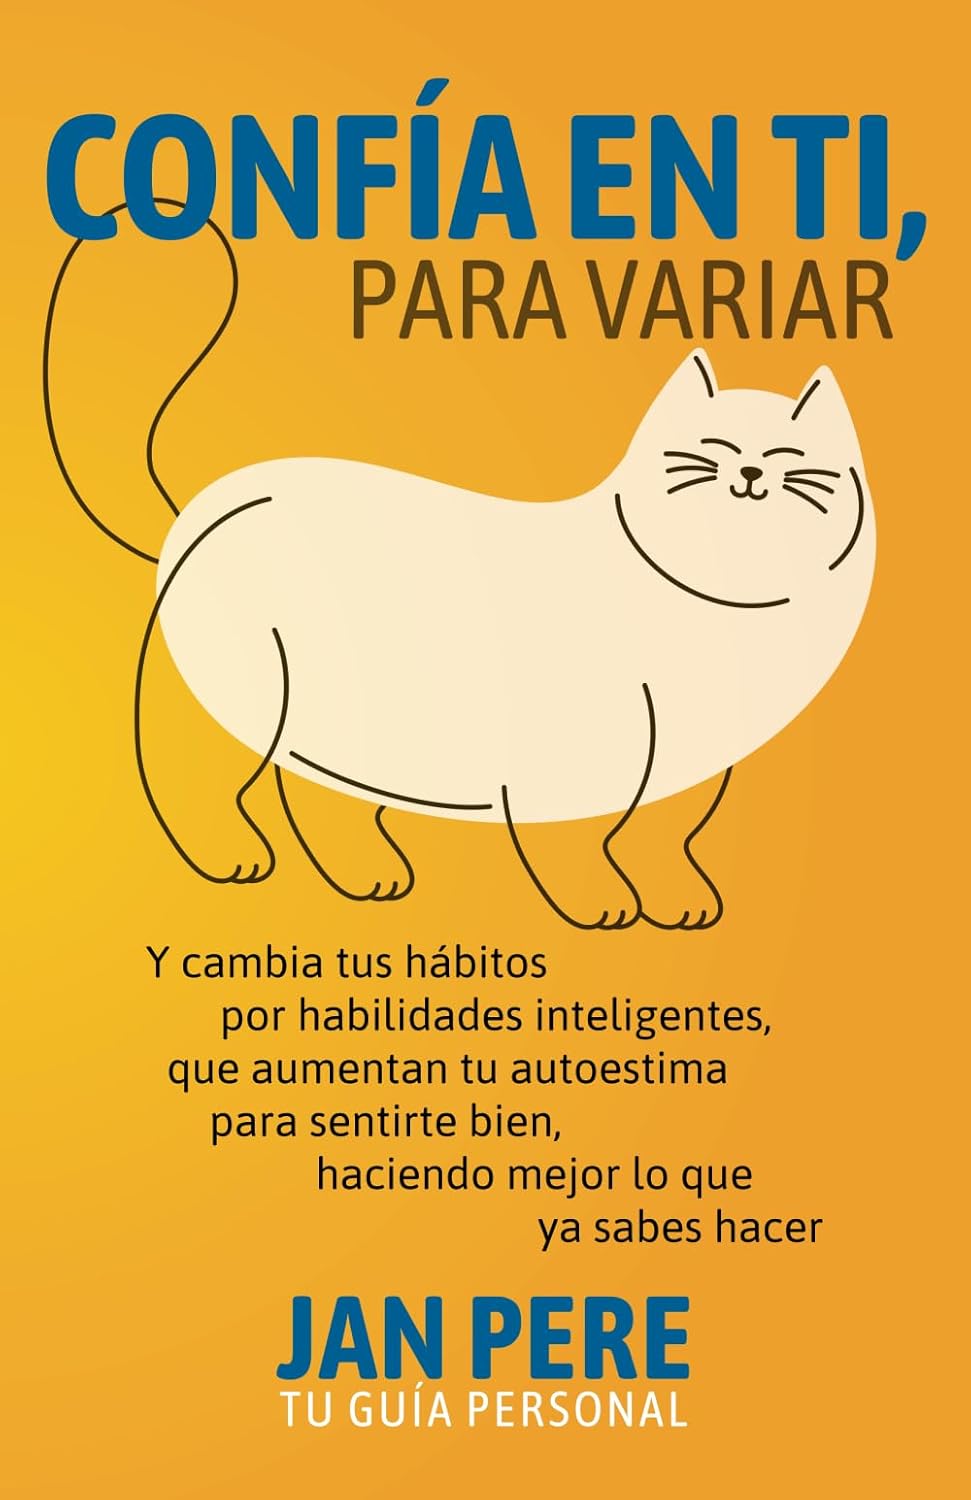 CONFÍA EN TI,
PARA VARIAR
Y cambia tus hábitos
por habilidades inteligentes,
que aumentan tu autoestima
para sentirte bien,
haciendo mejor lo que
ya sabes hacer
JAN PERE
TU GUÍA PERSONAL